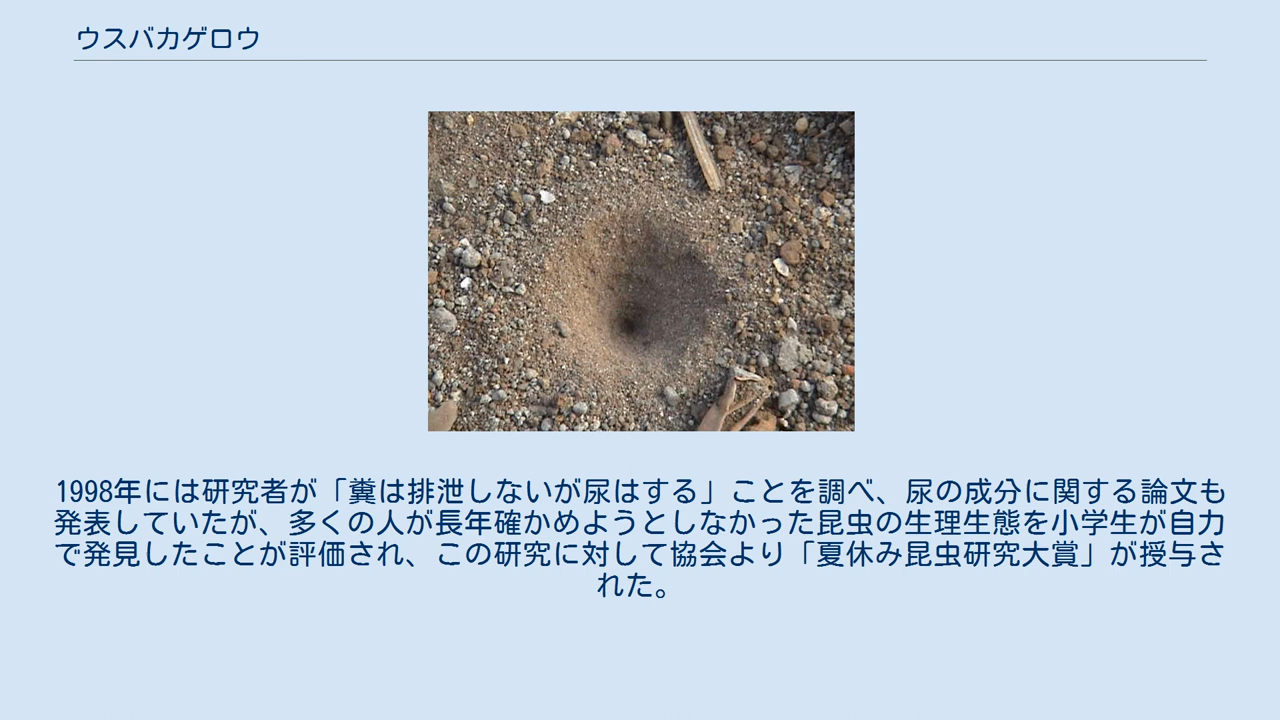 ウスバカゲロウ
1998年には研究者が「糞は排泄しないが尿はする」ことを調べ、尿の成分に関する論文も
発表していたが、多くの人が長年確かめようとしなかった昆虫の生理生態を小学生が自力
で発見したことが評価され、この研究に対して協会より「夏休み昆虫研究大賞」が授与さ
れた。